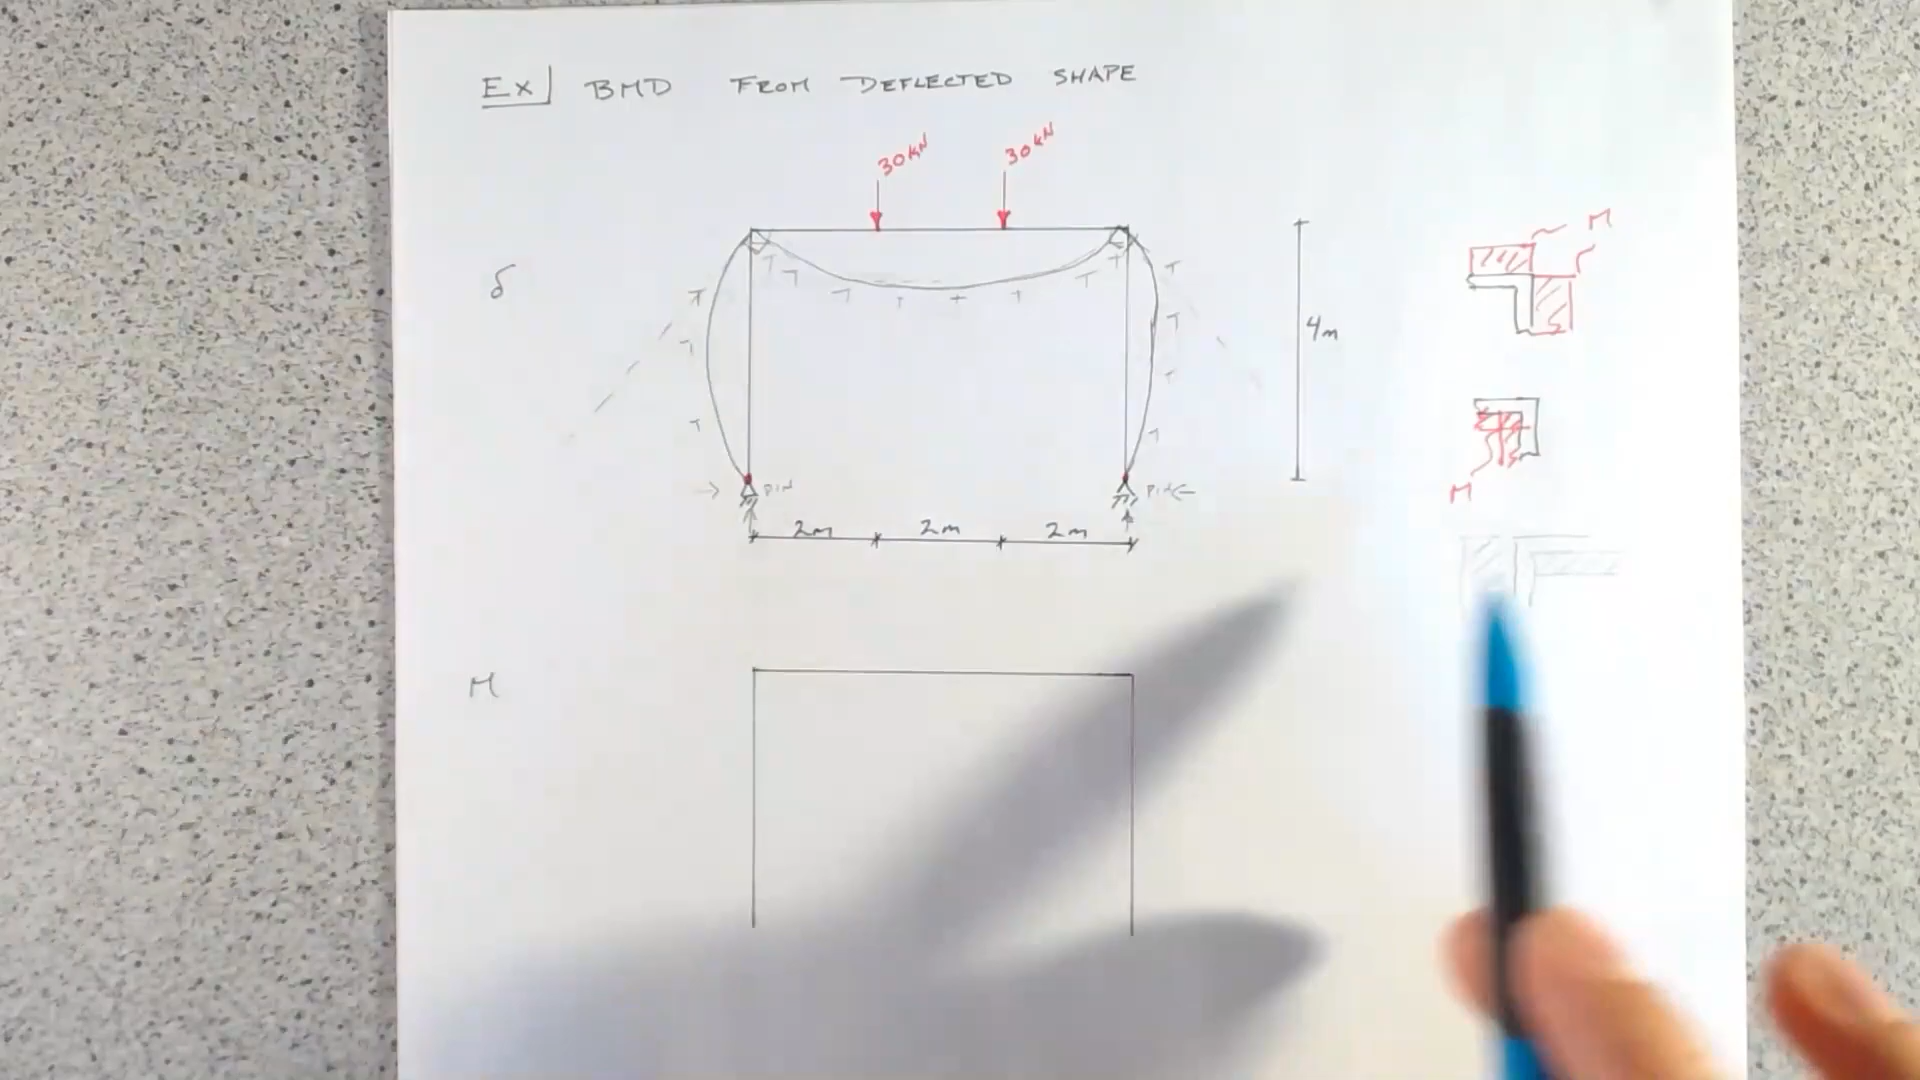 Ex BMD FROM DEFLECTED SHAPE
30kN 30kN
M
δ
T T T T T T + T T T
T T T T T T T
4m
PIN PIN
M
2m 2m 2m
M